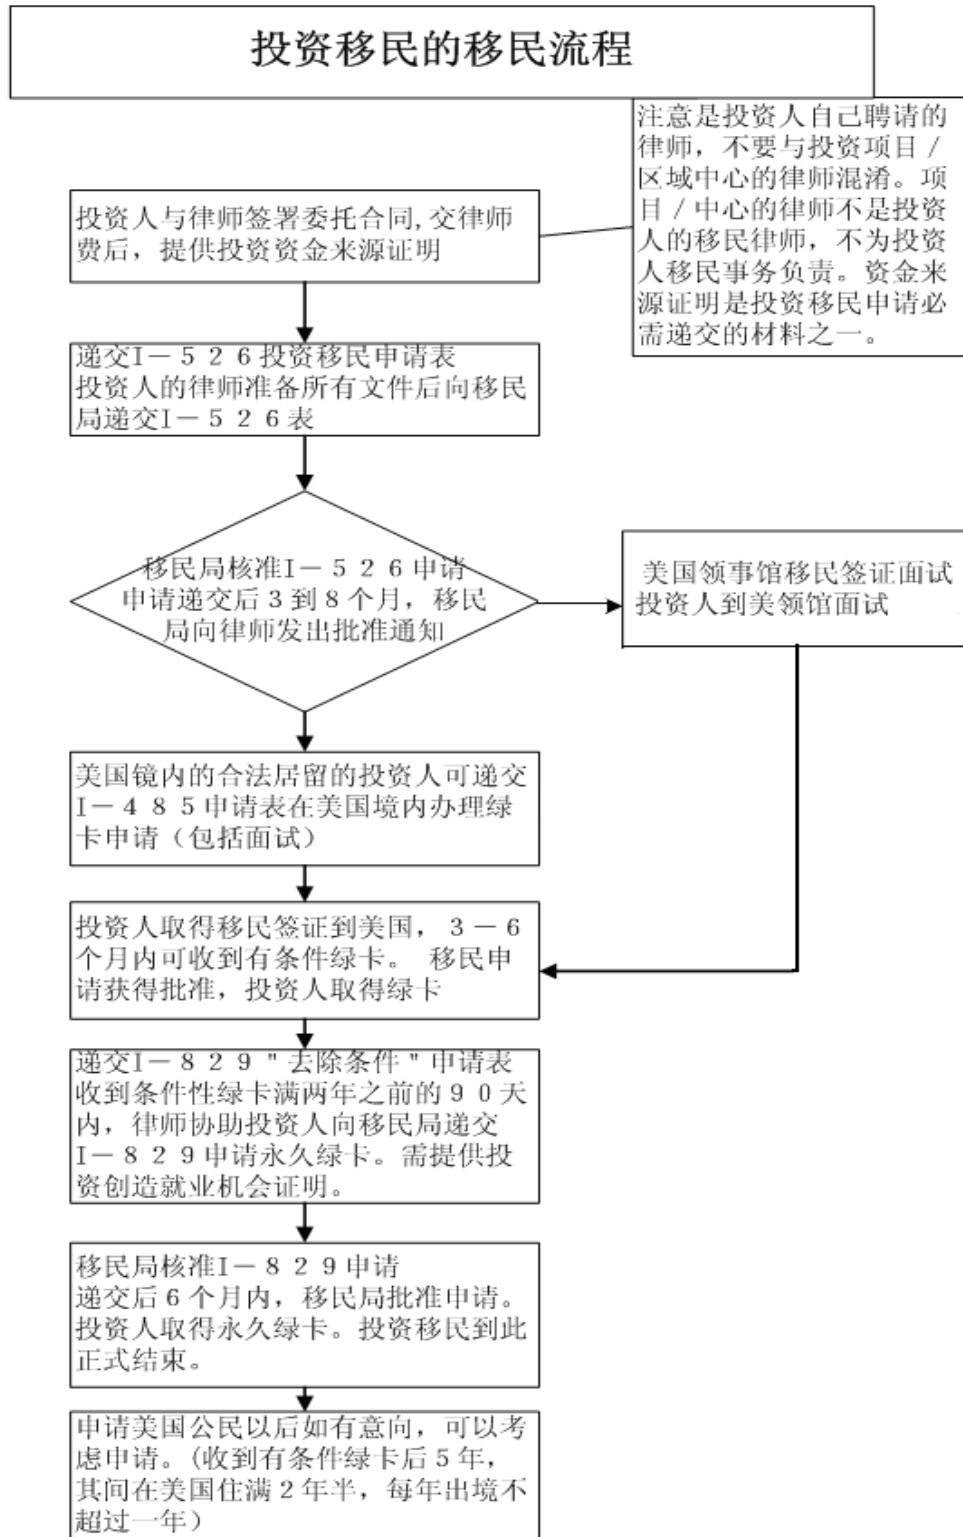 投资移民的移民流程
注意是投资人自己聘请的
律师，不要与投资项目／
区域中心的律师混淆。项
目／中心的律师不是投资
人的移民律师，不为投资
人移民事务负责。资金来
源证明是投资移民申请必
需递交的材料之一。
投资人与律师签署委托合同,交律师
费后，提供投资资金来源证明
递交I－５２６投资移民申请表
投资人的律师准备所有文件后向移民
局递交I－５２６表
移民局核准I－５２６申请
申请递交后３到８个月，移民
局向律师发出批准通知
美国领事馆移民签证面试
投资人到美领馆面试
美国镜内的合法居留的投资人可递交
I－４８５申请表在美国境内办理绿
卡申请（包括面试）
投资人取得移民签证到美国，３－６
个月内可收到有条件绿卡。 移民申
请获得批准，投资人取得绿卡
递交I－８２９＂去除条件＂申请表
收到条件性绿卡满两年之前的９０天
内，律师协助投资人向移民局递交
I－８２９申请永久绿卡。需提供投
资创造就业机会证明。
移民局核准I－８２９申请
递交后６个月内，移民局批准申请。
投资人取得永久绿卡。投资移民到此
正式结束。
申请美国公民以后如有意向，可以考
虑申请。(收到有条件绿卡后５年，
其间在美国住满２年半，每年出境不
超过一年）